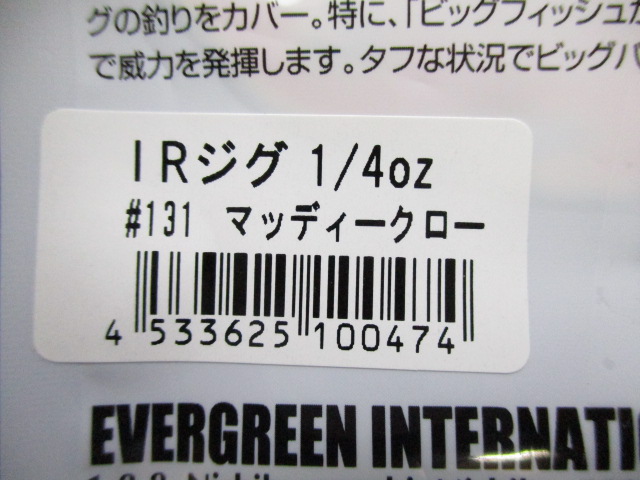 グの釣りをカバー。特に、「ビッグフィッシュ
で威力を発揮します。タフな状況でビッグバ
IRジグ 1/4oz
#131 マッディークロー
4 533625 100474
EVERGREEN INTERNATI